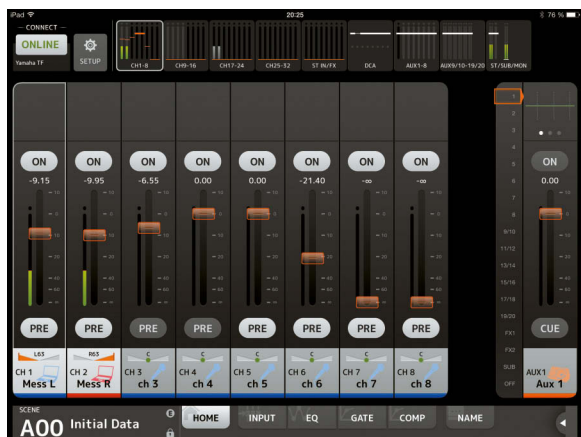 iPad 20:25 76 %
CONNECT
ONLINE
Yamaha TF
SETUP
CH1-8 CH9-16 CH17-24 CH25-32 ST IN/FX DCA AUX1-8 AUX9/10-19/20 ST/SUB/MON
ON ON ON ON ON ON ON ON ON
-9.15 -9.95 -6.55 0.00 0.00 -21.40 -∞ -∞ 0.00
1
2
3
4
5
6
7
8
9/10
11/12
13/14
15/16
17/18
19/20
FX1
FX2
SUB
OFF
PRE PRE PRE PRE PRE PRE PRE PRE CUE
L63 R63 C C C C C C
CH 1 CH 2 CH 3 CH 4 CH 5 CH 6 CH 7 CH 8 AUX1
Mess L Mess R ch 3 ch 4 ch 5 ch 6 ch 7 ch 8 Aux 1
SCENE
A00 Initial Data
HOME INPUT EQ GATE COMP NAME